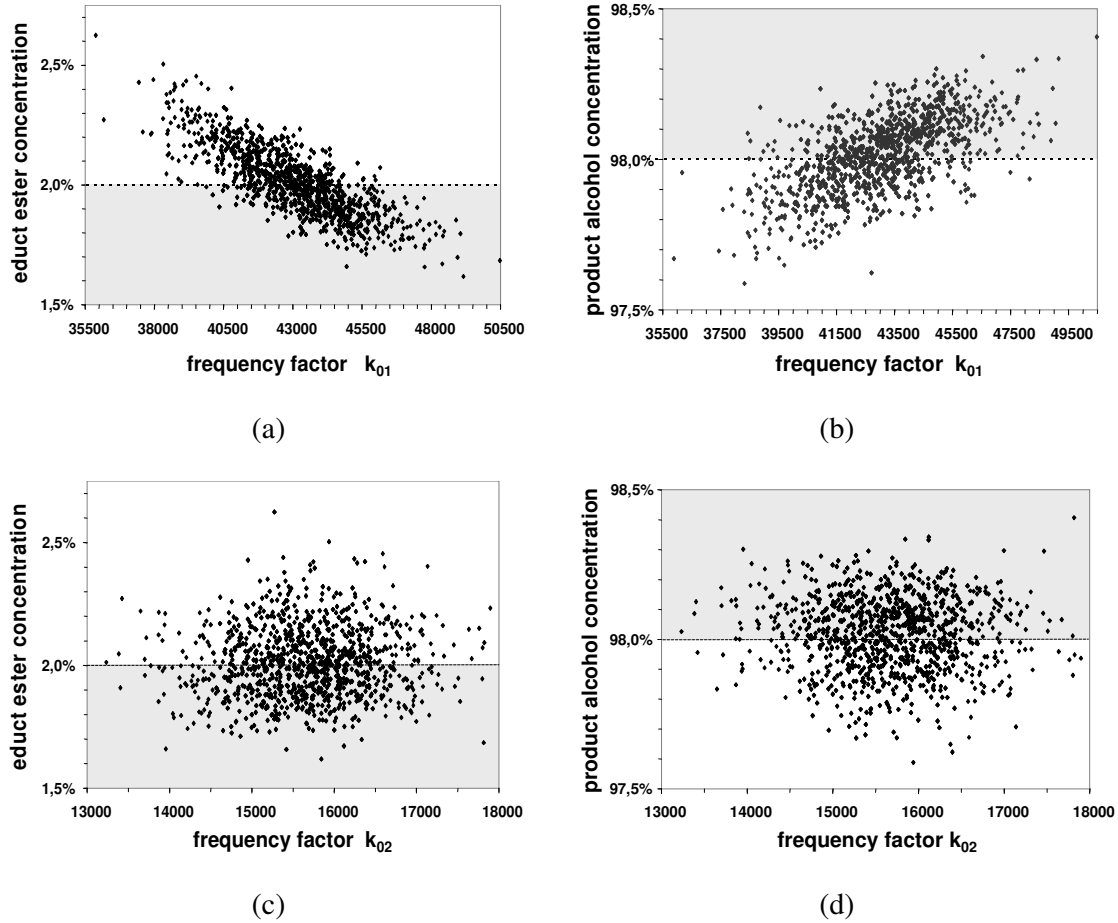 educt ester concentration
2,5%
2,0%
1,5%
35500 38000 40500 43000 45500 48000 50500
frequency factor k01
(a)
product alcohol concentration
98,5%
98,0%
97,5%
35500 37500 39500 41500 43500 45500 47500 49500
frequency factor k01
(b)
educt ester concentration
2,5%
2,0%
1,5%
13000 14000 15000 16000 17000 18000
frequency factor k02
(c)
product alcohol concentration
98,5%
98,0%
97,5%
13000 14000 15000 16000 17000 18000
frequency factor k02
(d)